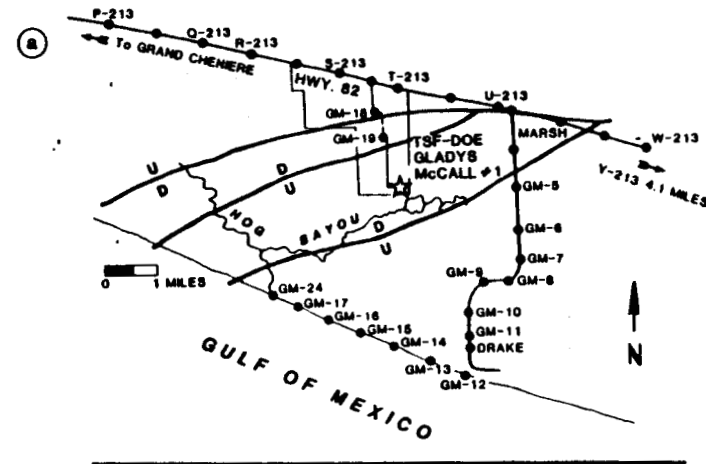 a
P-213
Q-213
R-213
S-213
T-213
U-213
W-213
To GRAND CHENIERE
HWY. 82
Y-213 4.1 MILES
MARSH
GM-18
GM-19
TSF-DOE
GLADYS
McCALL #1
U
D
D
U
D
U
HOG
BAYOU
GM-5
GM-6
GM-7
GM-8
GM-9
GM-10
GM-11
DRAKE
GM-12
GM-13
GM-14
GM-15
GM-16
GM-17
GM-24
0 1 MILES
GULF OF MEXICO
N